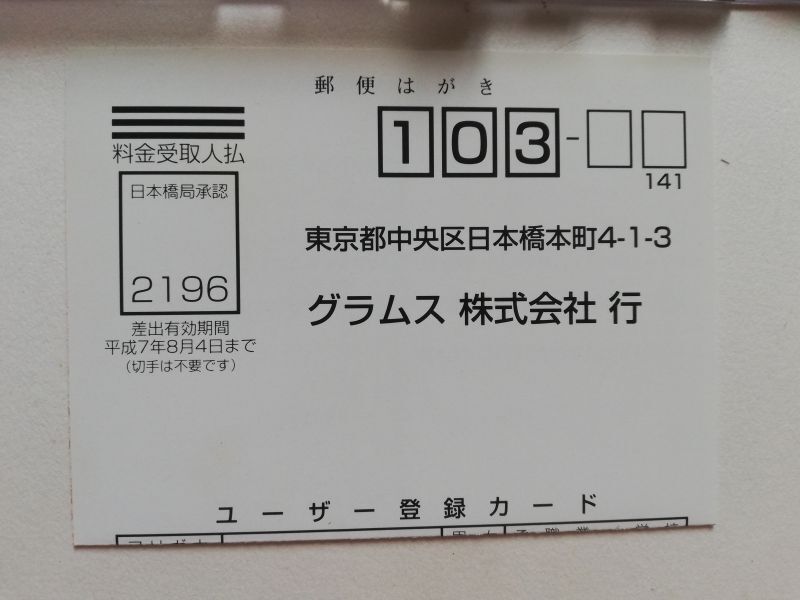 郵便はがき
料金受取人払
103-
141
日本橋局承認
2196
東京都中央区日本橋本町4-1-3
グラムス 株式会社 行
差出有効期間
平成7年8月4日まで
(切手は不要です)
ユーザー登録カード